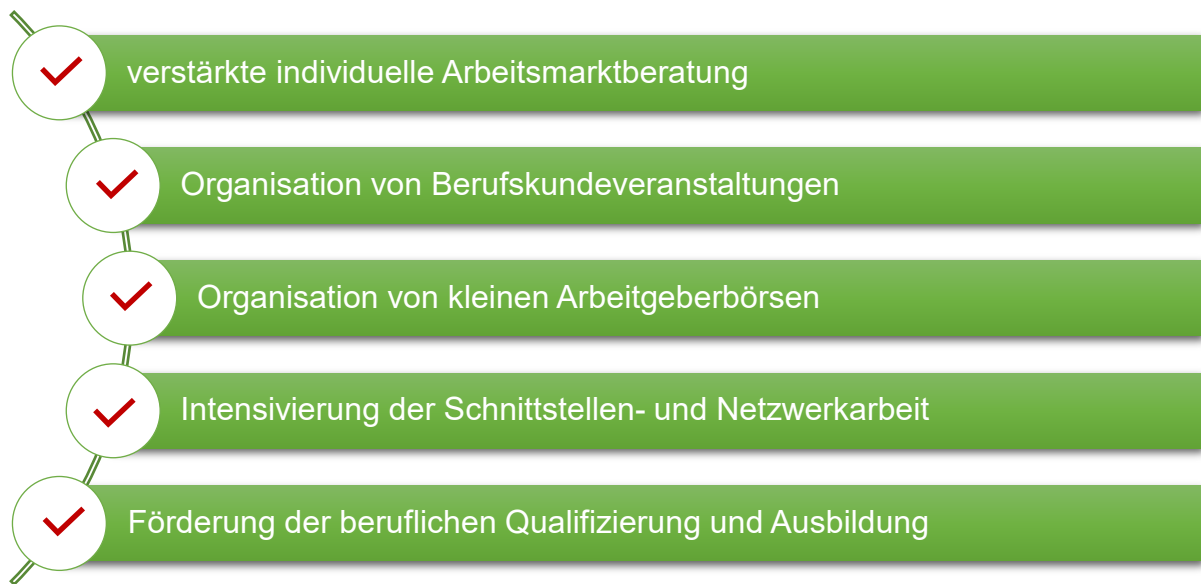 verstärkte individuelle Arbeitsmarktberatung
Organisation von Berufskundeveranstaltungen
Organisation von kleinen Arbeitgeberbörsen
Intensivierung der Schnittstellen- und Netzwerkarbeit
Förderung der beruflichen Qualifizierung und Ausbildung